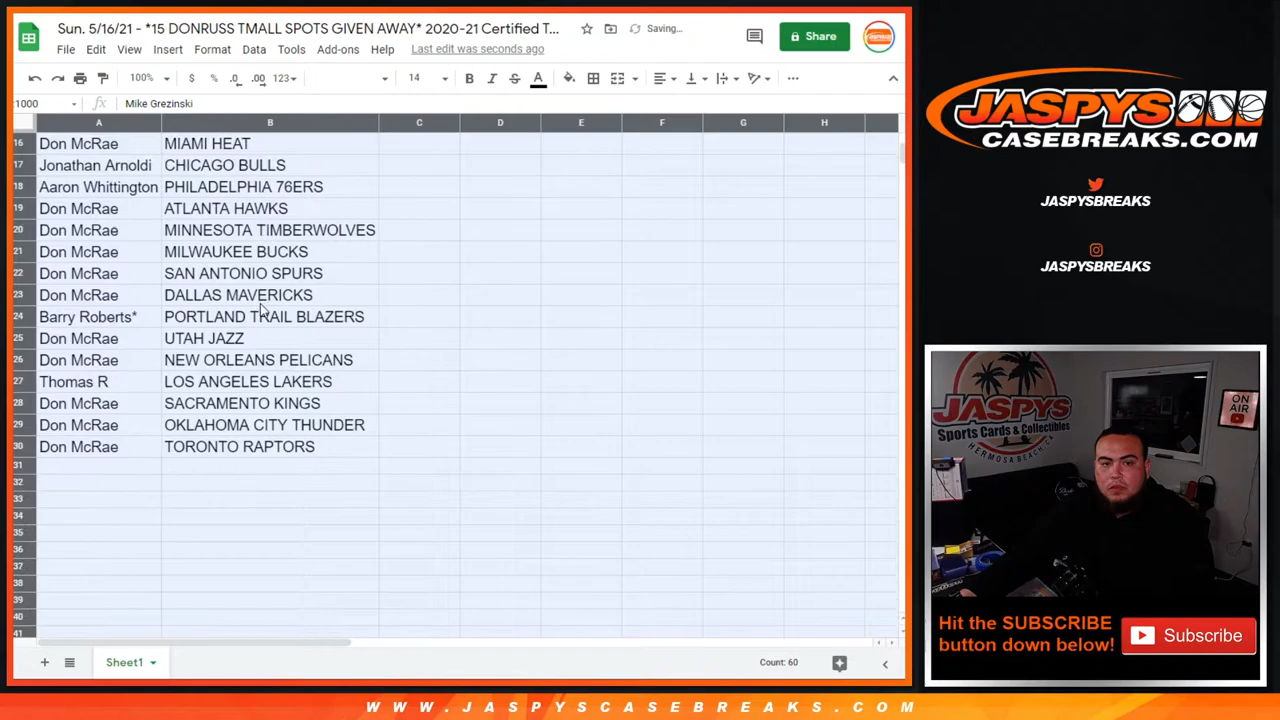 Sun. 5/16/21 - *15 DONRUSS TMALL SPOTS GIVEN AWAY* 2020-21 Certified T...
Saving...
Share
File Edit View Insert Format Data Tools Add-ons Help Last edit was seconds ago
100% $ % .0 .00 123 14 B I S A
1000 fx Mike Grezinski
A B C D E F G H
16 Don McRae MIAMI HEAT
17 Jonathan Arnoldi CHICAGO BULLS
18 Aaron Whittington PHILADELPHIA 76ERS
19 Don McRae ATLANTA HAWKS
20 Don McRae MINNESOTA TIMBERWOLVES
21 Don McRae MILWAUKEE BUCKS
22 Don McRae SAN ANTONIO SPURS
23 Don McRae DALLAS MAVERICKS
24 Barry Roberts* PORTLAND TRAIL BLAZERS
25 Don McRae UTAH JAZZ
26 Don McRae NEW ORLEANS PELICANS
27 Thomas R LOS ANGELES LAKERS
28 Don McRae SACRAMENTO KINGS
29 Don McRae OKLAHOMA CITY THUNDER
30 Don McRae TORONTO RAPTORS
31
32
33
34
35
36
37
38
39
40
41
Sheet1
Count: 60
JASPYS
CASEBREAKS.COM
JASPYSBREAKS
JASPYSBREAKS
JASPYS
Sports Cards & Collectibles
HERMOSA BEACH
ON
AIR
Hit the SUBSCRIBE
button down below!
Subscribe
WWW.JASPYSCASEBREAKS.COM